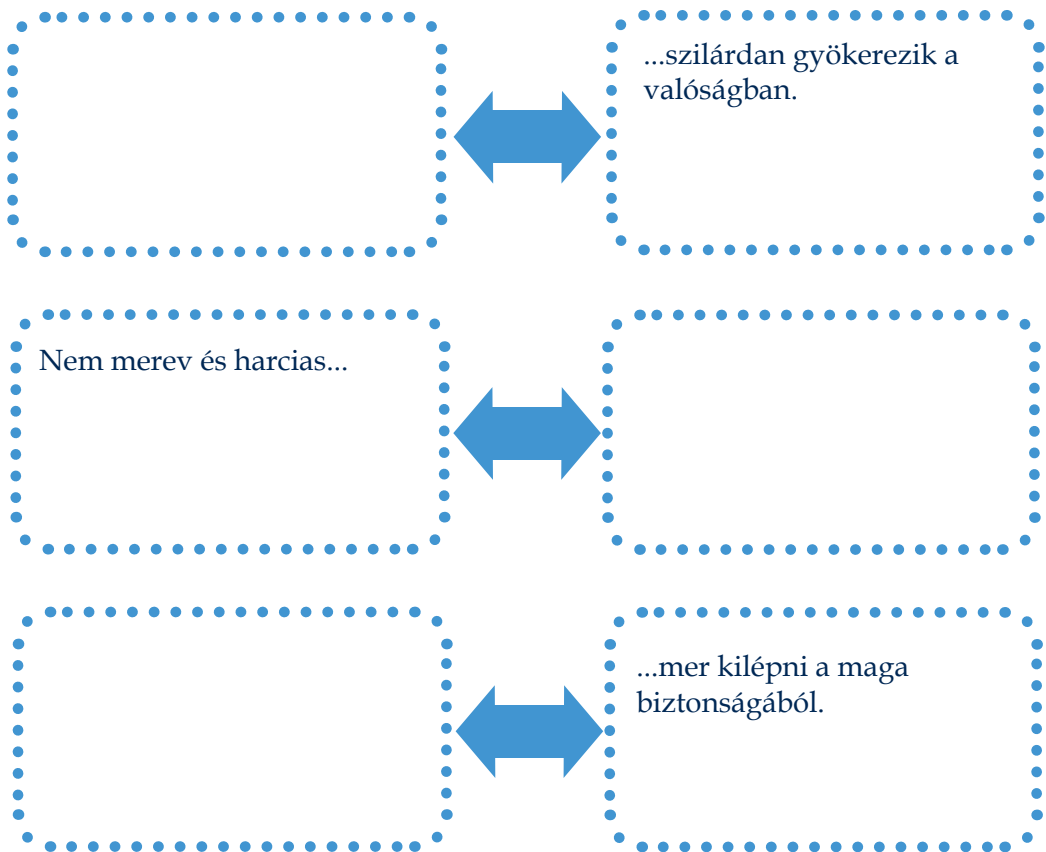 ...szilárdan gyökerezik a
valóságban.
Nem merev és harcias...
...mer kilépni a maga
biztonságából.